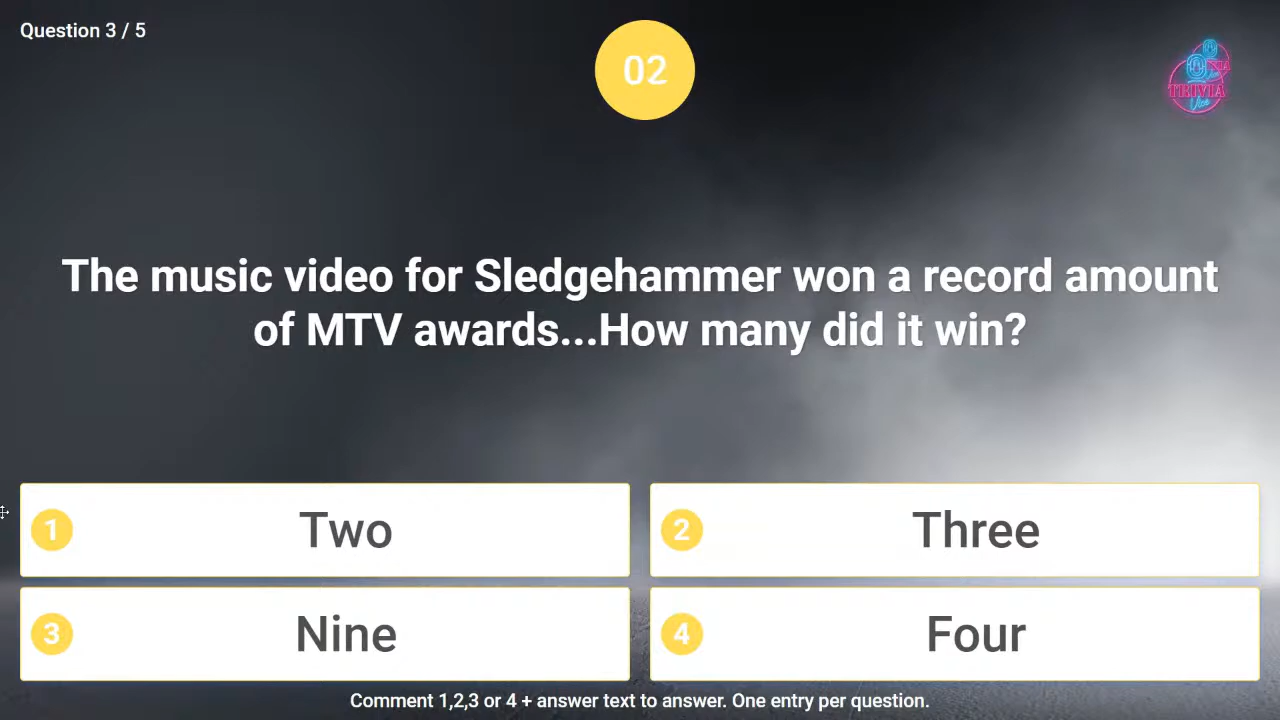 Question 3 / 5
02
TRIVIA
Vice
The music video for Sledgehammer won a record amount
of MTV awards...How many did it win?
1 Two
2 Three
3 Nine
4 Four
Comment 1,2,3 or 4 + answer text to answer. One entry per question.